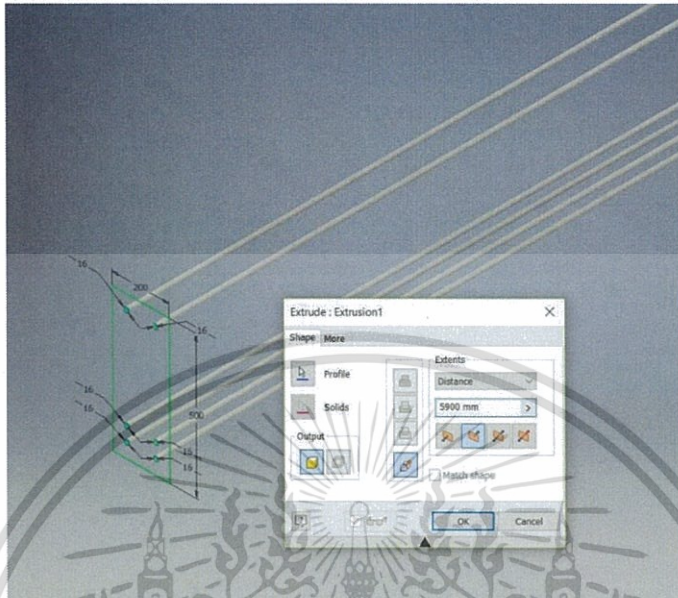 16
200
16
500
16
16
16
16
Extrude : Extrusion1
Shape More
Profile
Solids
Output
Extents
Distance
5900 mm
Match shape
OK Cancel